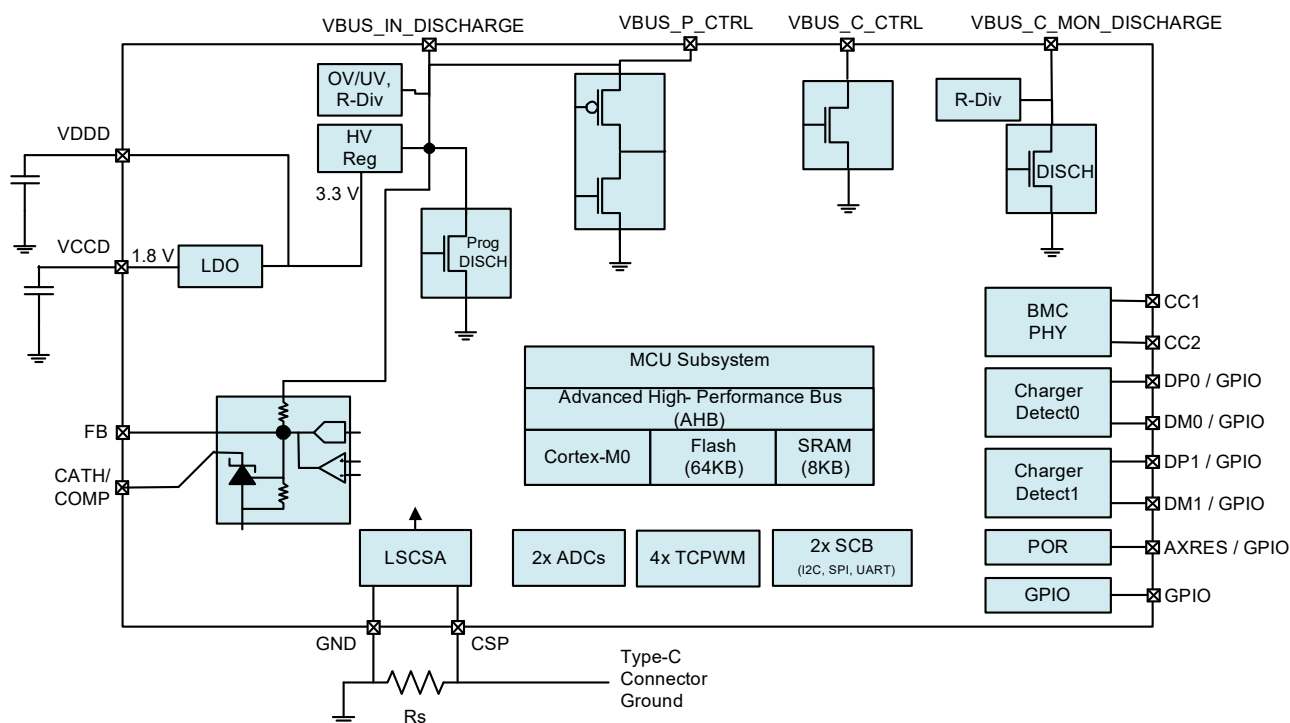 VBUS_IN_DISCHARGE
VBUS_P_CTRL
VBUS_C_CTRL
VBUS_C_MON_DISCHARGE
OV/UV,
R-Div
R-Div
VDDD
HV
Reg
3.3 V
DISCH
VCCD
1.8 V
LDO
Prog
DISCH
BMC
PHY
CC1
CC2
MCU Subsystem
Advanced High- Performance Bus
(AHB)
Cortex-M0
Flash
(64KB)
SRAM
(8KB)
Charger
Detect0
DP0 / GPIO
DM0 / GPIO
FB
CATH/
COMP
Charger
Detect1
DP1 / GPIO
DM1 / GPIO
LSCSA
2x ADCs
4x TCPWM
2x SCB
(I2C, SPI, UART)
POR
AXRES / GPIO
GPIO
GPIO
GND
CSP
Type-C
Connector
Ground
Rs